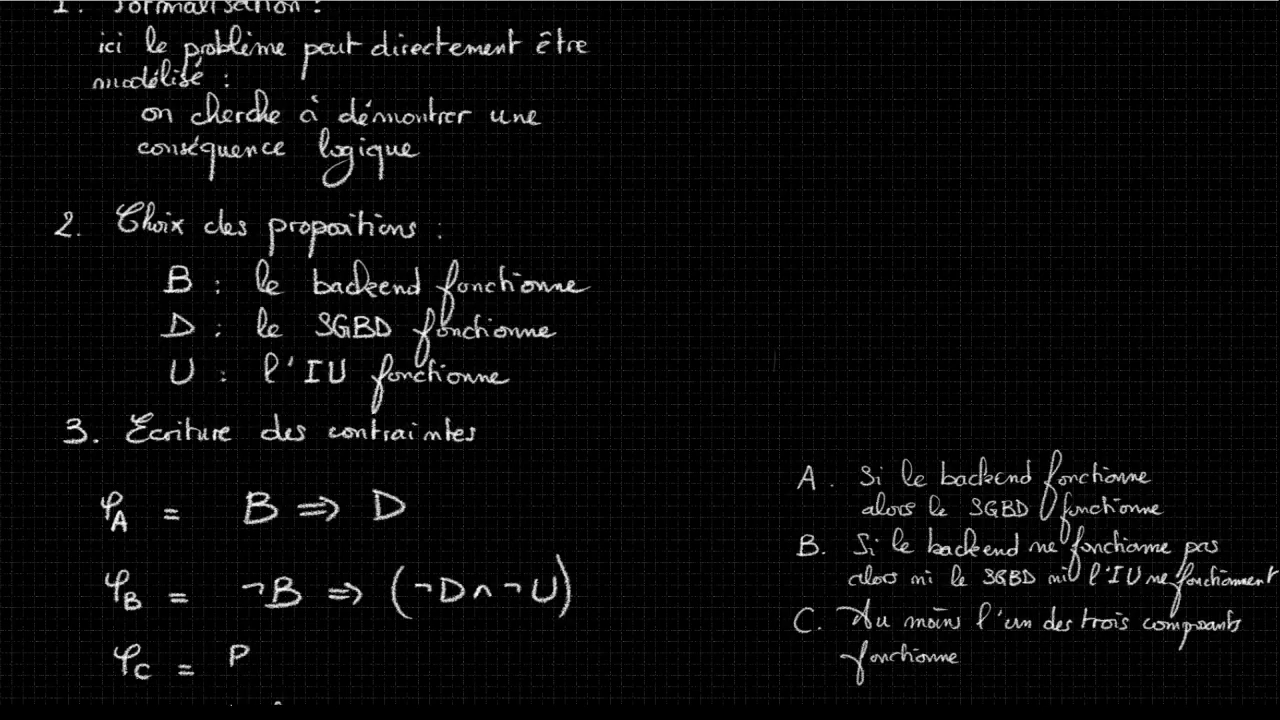 1. Formalisation :
ici le problème peut directement être
modélisé :
on cherche à démontrer une
conséquence logique
2. Choix des propositions :
B : le backend fonctionne
D : le SGBD fonctionne
U : l'IU fonctionne
3. Ecriture des contraintes
φA = B ⇒ D
φB = ¬B ⇒ (¬D ∧ ¬U)
φC = P
A. Si le backend fonctionne
alors le SGBD fonctionne
B. Si le backend ne fonctionne pas
alors ni le SGBD ni l'IU ne fonctionnent
C. Au moins l'un des trois composants
fonctionne